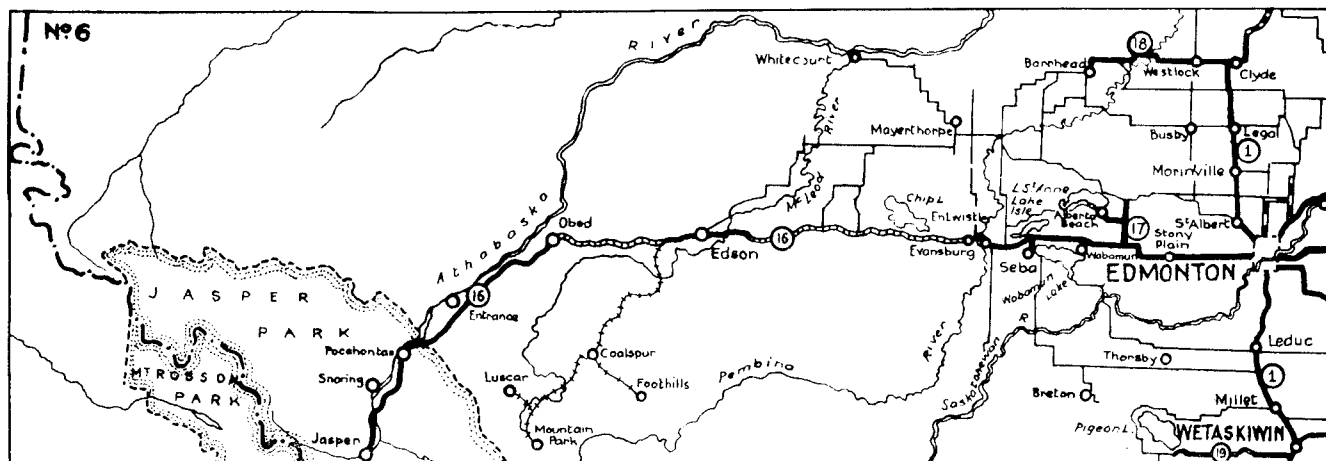 Nº 6
River
Whitecourt
18
Barrhead
Westlock
Clyde
River
Mayerthorpe
Busby
Legal
1
Morinville
McLeod
Athabaska
Obed
Chip L.
Entwistle
L. St Anne
Lake
Isle
Alberta
Beach
17
St Albert
Stony
Plain
Edson
16
Evansburg
Seba
Wabamun
EDMONTON
JASPER
PARK
16
Entrance
Wabamun
Lake
Pocahontas
Coalspur
River
Saskatchewan
R
Leduc
Thorsby
MT ROBSON
PARK
Snaring
Luscar
Foothills
Pembina
Breton
1
Millet
Mountain
Park
Jasper
Pigeon L.
WETASKIWIN
19